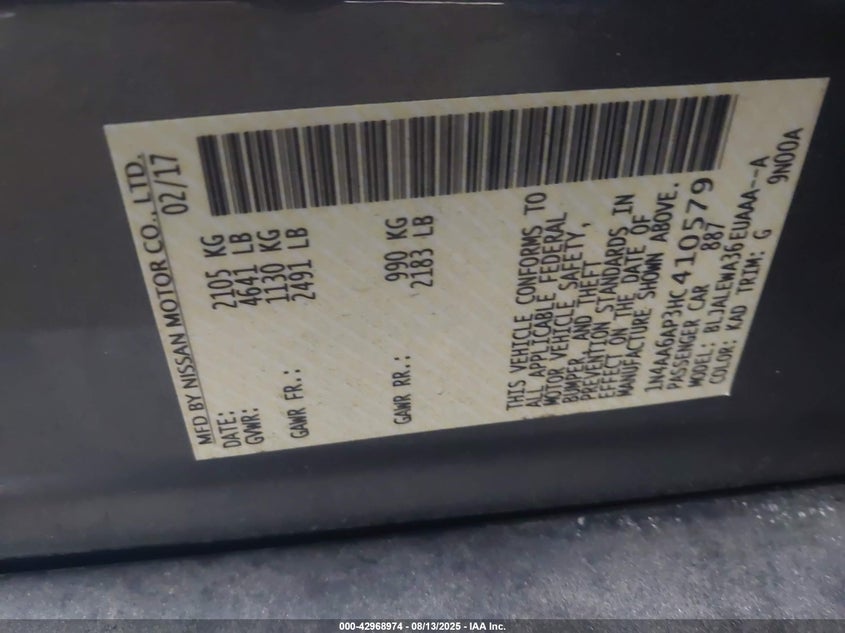 MFD BY NISSAN MOTOR CO., LTD.
DATE: 02/17
GVWR: 2105 KG
4641 LB
GAWR FR.: 1130 KG
2491 LB
GAWR RR.: 990 KG
2183 LB
THIS VEHICLE CONFORMS TO
ALL APPLICABLE FEDERAL
MOTOR VEHICLE SAFETY,
BUMPER, AND THEFT
PREVENTION STANDARDS IN
EFFECT ON THE DATE OF
MANUFACTURE SHOWN ABOVE.
1N4AA6AP3HC410579
PASSENGER CAR 887
MODEL: BLJALEWA36EUAAA--A
COLOR: KAD TRIM: G 9N00A
000-42968974 - 08/13/2025 - IAA Inc.